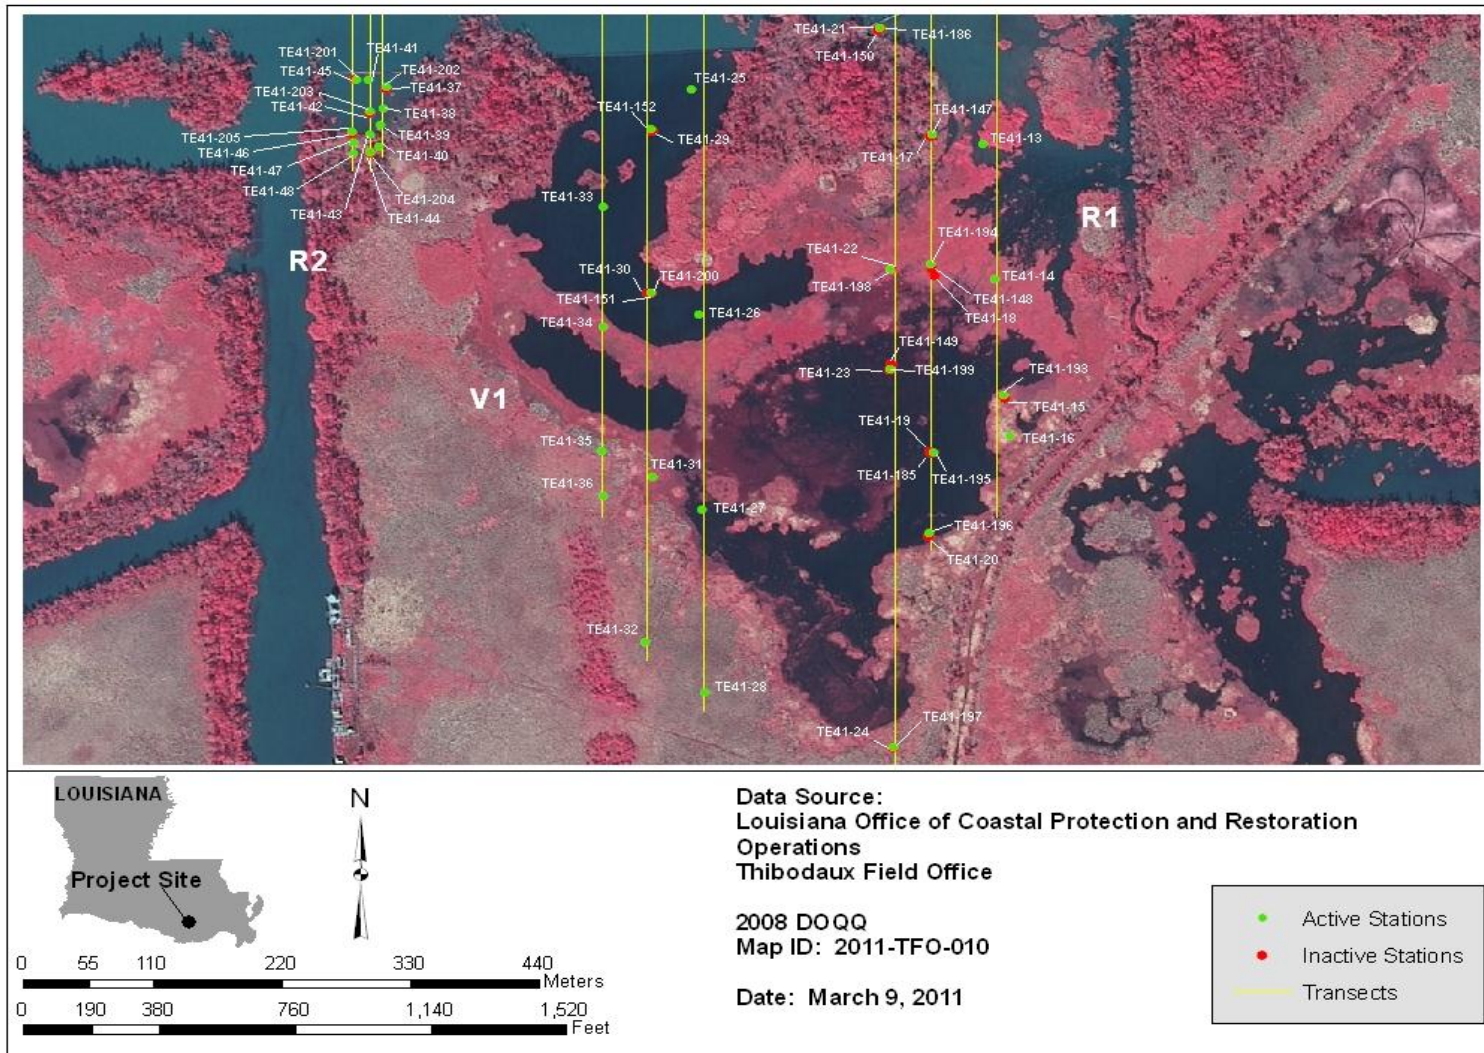 TE41-201
TE41-41
TE41-45
TE41-202
TE41-37
TE41-203
TE41-42
TE41-38
TE41-205
TE41-39
TE41-46
TE41-40
TE41-47
TE41-48
TE41-204
TE41-43
TE41-44
R2
TE41-25
TE41-152
TE41-29
TE41-33
TE41-30
TE41-200
TE41-151
TE41-34
TE41-26
V1
TE41-35
TE41-31
TE41-36
TE41-27
TE41-32
TE41-28
TE41-21
TE41-186
TE41-150
TE41-147
TE41-13
TE41-17
R1
TE41-194
TE41-22
TE41-198
TE41-14
TE41-148
TE41-18
TE41-149
TE41-23
TE41-199
TE41-193
TE41-15
TE41-19
TE41-16
TE41-185
TE41-195
TE41-196
TE41-20
TE41-197
TE41-24
LOUISIANA
Project Site
N
0 55 110 220 330 440
Meters
0 190 380 760 1,140 1,520
Feet
Data Source:
Louisiana Office of Coastal Protection and Restoration
Operations
Thibodaux Field Office
2008 DOQQ
Map ID: 2011-TFO-010
Date: March 9, 2011
Active Stations
Inactive Stations
Transects